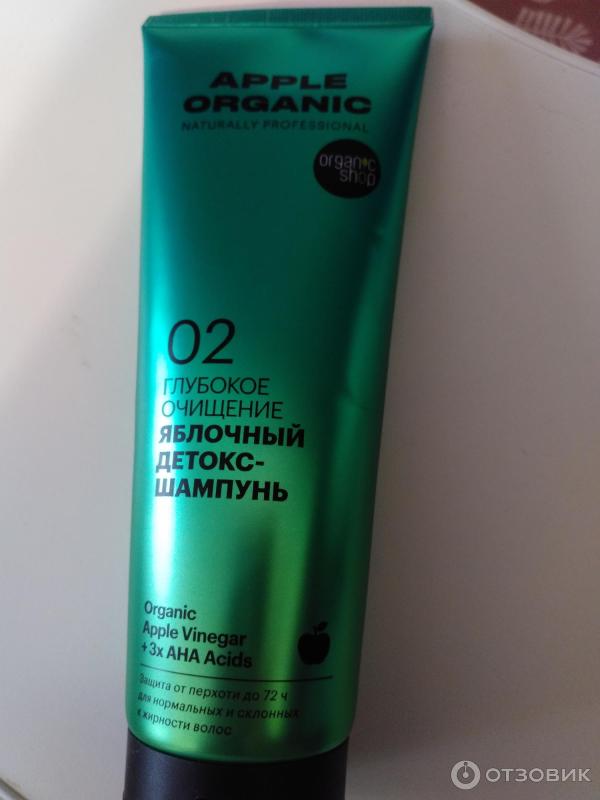 APPLE
ORGANIC
NATURALLY PROFESSIONAL
organic
shop
02
ГЛУБОКОЕ
ОЧИЩЕНИЕ
ЯБЛОЧНЫЙ
ДЕТОКС-
ШАМПУНЬ
Organic
Apple Vinegar
+ 3x AHA Acids
Защита от перхоти до 72 ч
для нормальных и склонных
к жирности волос
ОТЗОВИК